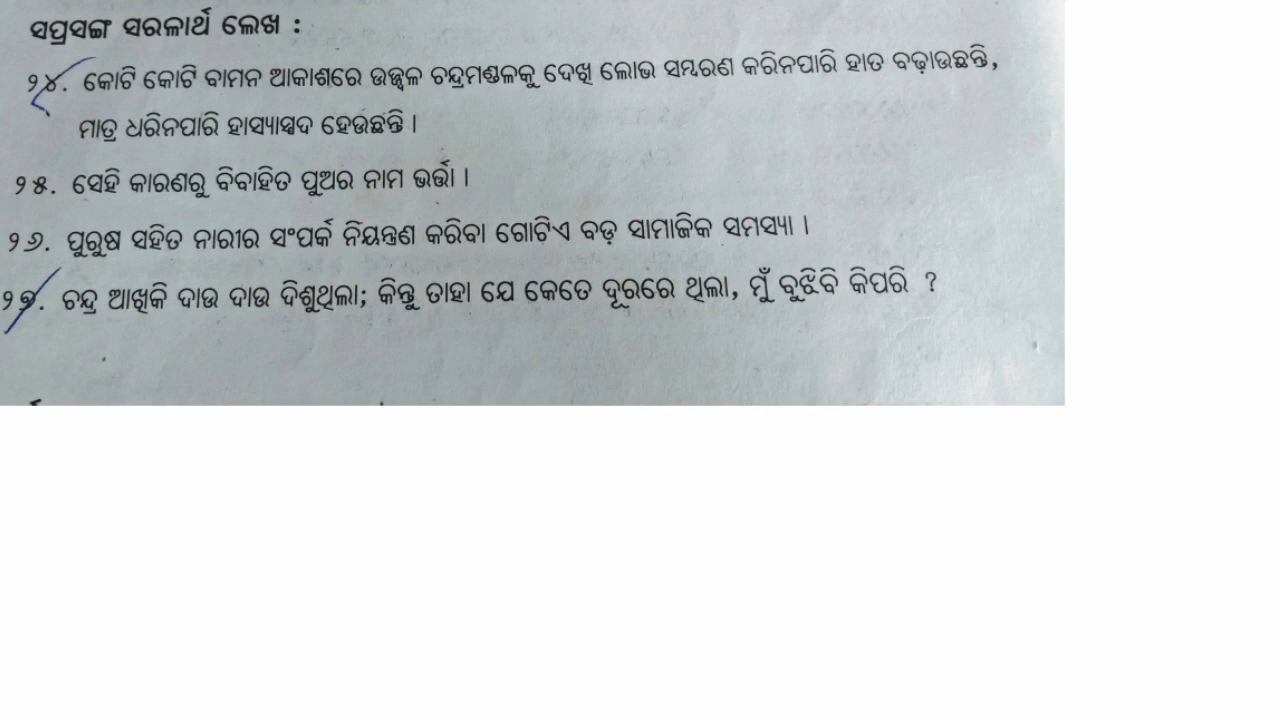 ସପ୍ରସଙ୍ଗ ସରଳାର୍ଥ ଲେଖ :
୨୪. କୋଟି କୋଟି ବାମନ ଆକାଶରେ ଉଜ୍ଜ୍ୱଳ ଚନ୍ଦ୍ରମଣ୍ଡଳକୁ ଦେଖି ଲୋଭ ସମ୍ବରଣ କରିନପାରି ହାତ ବଢ଼ାଉଛନ୍ତି,
ମାତ୍ର ଧରିନପାରି ହାସ୍ୟାସ୍ପଦ ହେଉଛନ୍ତି ।
୨୫. ସେହି କାରଣରୁ ବିବାହିତ ପୁଅର ନାମ ଭର୍ତ୍ତା ।
୨୬. ପୁରୁଷ ସହିତ ନାରୀର ସଂପର୍କ ନିୟନ୍ତ୍ରଣ କରିବା ଗୋଟିଏ ବଡ଼ ସାମାଜିକ ସମସ୍ୟା ।
୨୭. ଚନ୍ଦ୍ର ଆଖିକି ଦାଉ ଦାଉ ଦିଶୁଥିଲା; କିନ୍ତୁ ତାହା ଯେ କେତେ ଦୂରରେ ଥିଲା, ମୁଁ ବୁଝିବି କିପରି ?